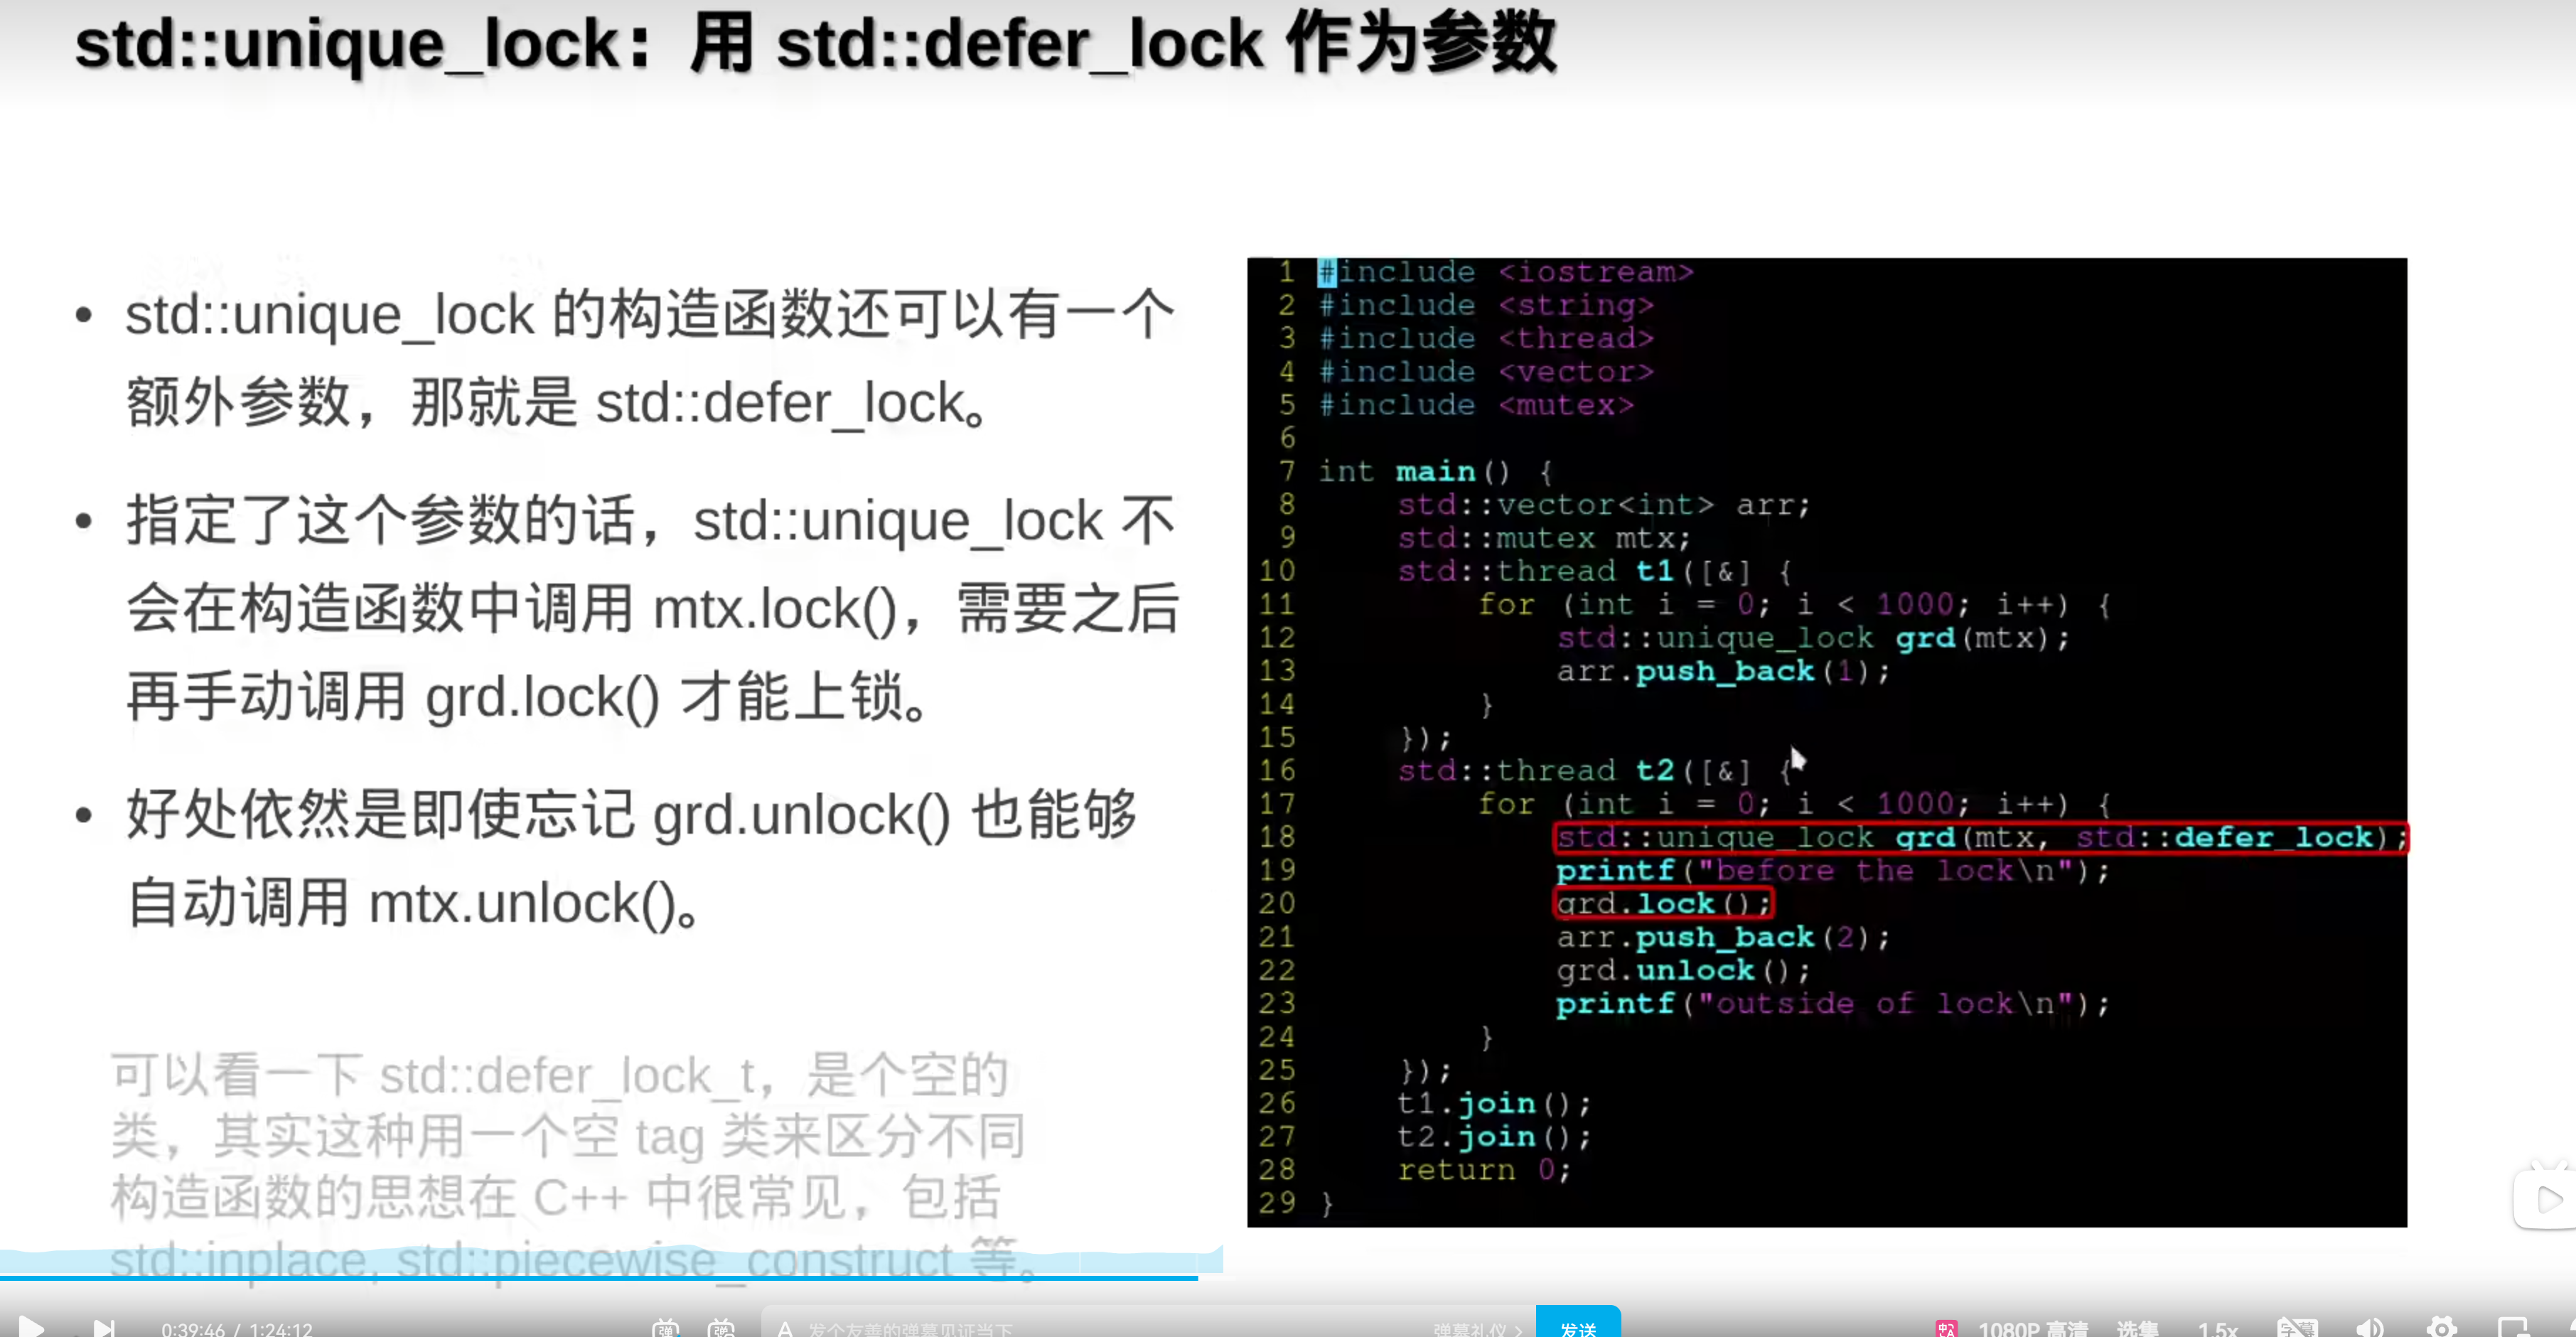 std::unique_lock：用 std::defer_lock 作为参数
• std::unique_lock 的构造函数还可以有一个
额外参数，那就是 std::defer_lock。
• 指定了这个参数的话，std::unique_lock 不
会在构造函数中调用 mtx.lock()，需要之后
再手动调用 grd.lock() 才能上锁。
• 好处依然是即使忘记 grd.unlock() 也能够
自动调用 mtx.unlock()。
可以看一下 std::defer_lock_t，是个空的
类，其实这种用一个空 tag 类来区分不同
构造函数的思想在 C++ 中很常见，包括
std::inplace, std::piecewise_construct 等。
1 #include <iostream>
2 #include <string>
3 #include <thread>
4 #include <vector>
5 #include <mutex>
6
7 int main() {
8     std::vector<int> arr;
9     std::mutex mtx;
10     std::thread t1([&] {
11         for (int i = 0; i < 1000; i++) {
12             std::unique_lock grd(mtx);
13             arr.push_back(1);
14         }
15     });
16     std::thread t2([&] {
17         for (int i = 0; i < 1000; i++) {
18             std::unique_lock grd(mtx, std::defer_lock);
19             printf("before the lock\n");
20             grd.lock();
21             arr.push_back(2);
22             grd.unlock();
23             printf("outside of lock\n");
24         }
25     });
26     t1.join();
27     t2.join();
28     return 0;
29 }
0:39:46 / 1:24:12
发个友善的弹幕见证当下
弹幕礼仪 >
发送
1080P 高清
选集
1.5x